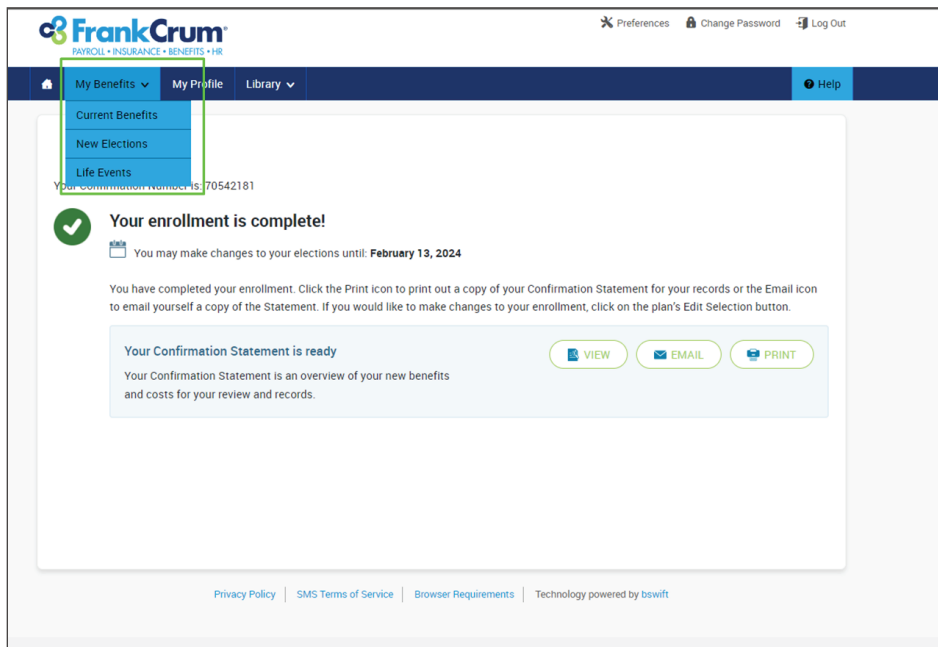 FrankCrum
PAYROLL • INSURANCE • BENEFITS • HR
Preferences Change Password Log Out
My Benefits My Profile Library Help
Current Benefits
New Elections
Life Events
Your Confirmation Number is: 70542181
Your enrollment is complete!
You may make changes to your elections until: February 13, 2024
You have completed your enrollment. Click the Print icon to print out a copy of your Confirmation Statement for your records or the Email icon
to email yourself a copy of the Statement. If you would like to make changes to your enrollment, click on the plan's Edit Selection button.
Your Confirmation Statement is ready
VIEW EMAIL PRINT
Your Confirmation Statement is an overview of your new benefits
and costs for your review and records.
Privacy Policy SMS Terms of Service Browser Requirements Technology powered by bswift